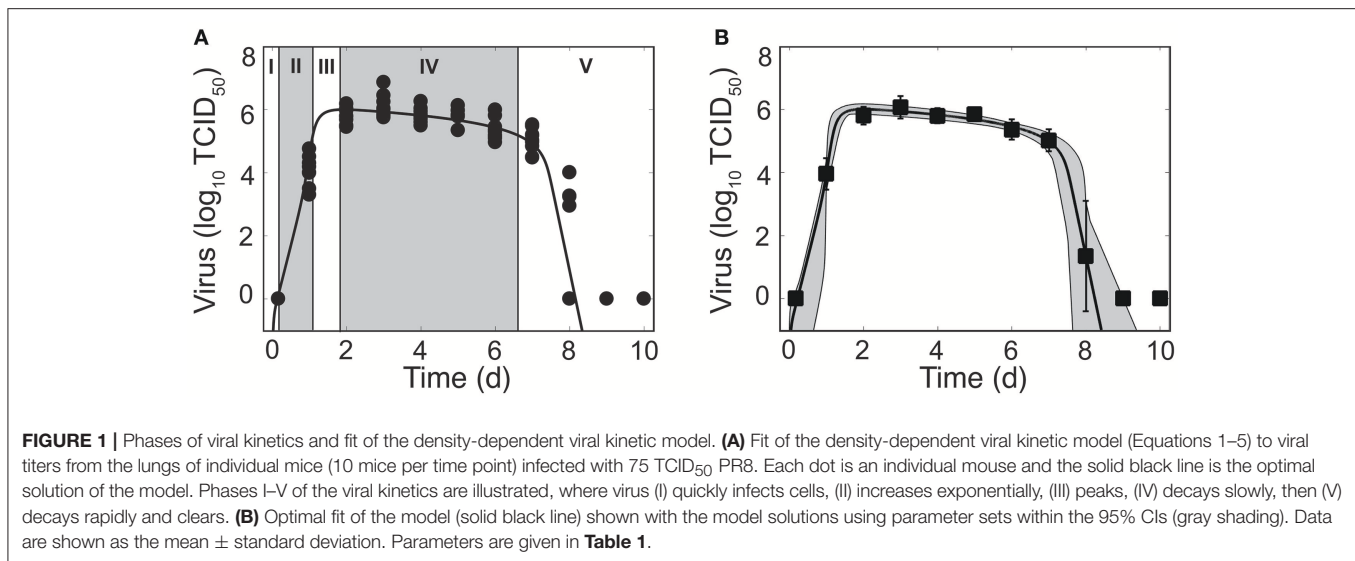 A
B
8
6
4
2
0
Virus (log10 TCID50)
I
II
III
IV
V
0
2
4
6
8
10
Time (d)
8
6
4
2
0
Virus (log10 TCID50)
0
2
4
6
8
10
Time (d)
FIGURE 1 | Phases of viral kinetics and fit of the density-dependent viral kinetic model. (A) Fit of the density-dependent viral kinetic model (Equations 1–5) to viral
titers from the lungs of individual mice (10 mice per time point) infected with 75 TCID50 PR8. Each dot is an individual mouse and the solid black line is the optimal
solution of the model. Phases I–V of the viral kinetics are illustrated, where virus (I) quickly infects cells, (II) increases exponentially, (III) peaks, (IV) decays slowly, then (V)
decays rapidly and clears. (B) Optimal fit of the model (solid black line) shown with the model solutions using parameter sets within the 95% CIs (gray shading). Data
are shown as the mean ± standard deviation. Parameters are given in Table 1.